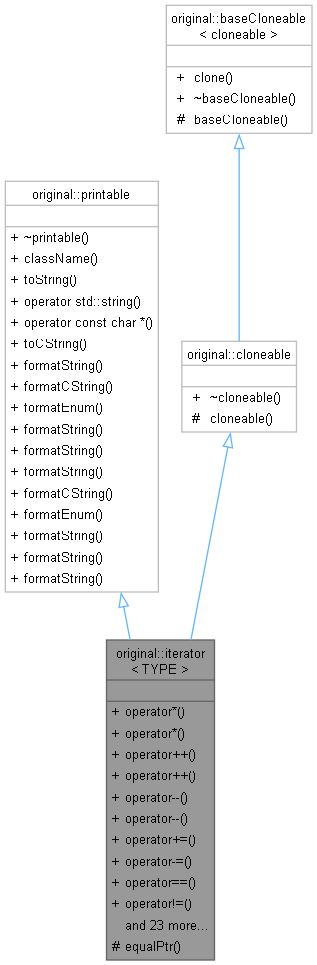 original::baseCloneable
< cloneable >
+ clone()
+ ~baseCloneable()
# baseCloneable()
original::printable
+ ~printable()
+ className()
+ toString()
+ operator std::string()
+ operator const char *()
+ toCString()
+ formatString()
+ formatCString()
+ formatEnum()
+ formatString()
+ formatString()
+ formatString()
+ formatCString()
+ formatEnum()
+ formatString()
+ formatString()
+ formatString()
original::cloneable
+ ~cloneable()
# cloneable()
original::iterator
< TYPE >
+ operator*()
+ operator*()
+ operator++()
+ operator++()
+ operator--()
+ operator--()
+ operator+=()
+ operator-=()
+ operator==()
+ operator!=()
and 23 more...
# equalPtr()